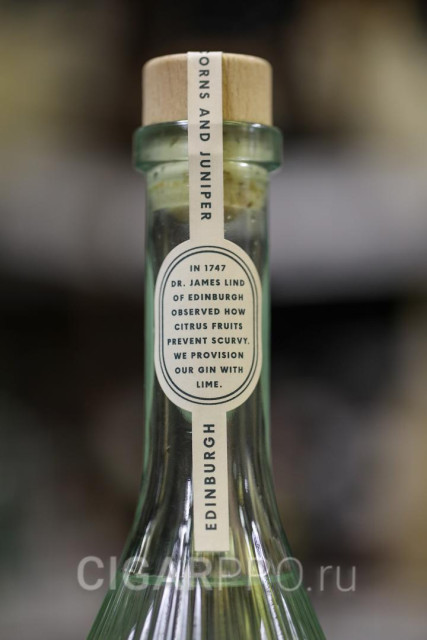 ORNS AND JUNIPER
IN 1747
DR. JAMES LIND
OF EDINBURGH
OBSERVED HOW
CITRUS FRUITS
PREVENT SCURVY.
WE PROVISION
OUR GIN WITH
LIME.
EDINBURGH
CIGARPRO.ru